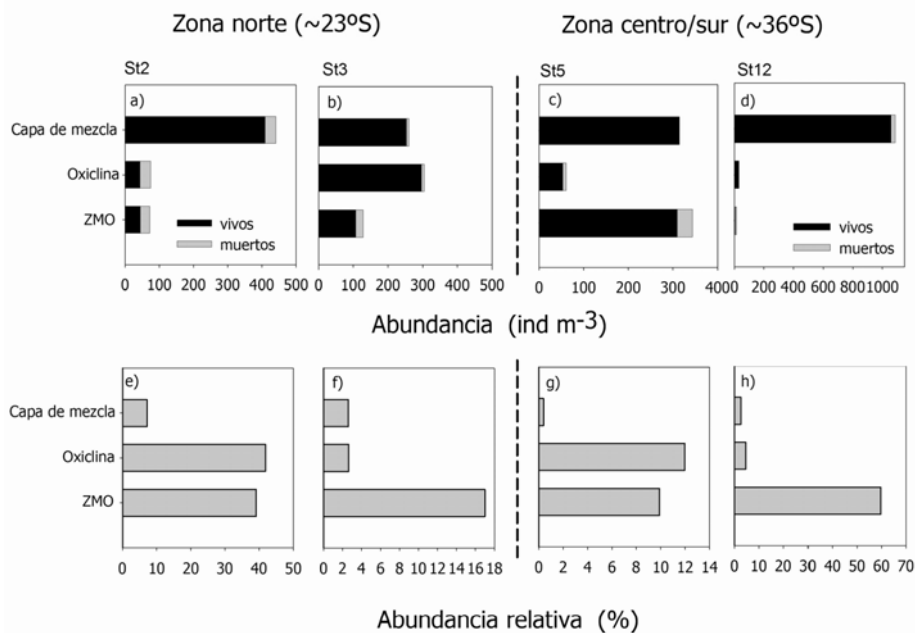 Zona norte (~23ºS) Zona centro/sur (~36ºS)
St2 St3 St5 St12
a) b) c) d)
Capa de mezcla
Oxiclina
ZMO
vivos
muertos
vivos
muertos
0 100 200 300 400 500 0 100 200 300 400 500 0 100 200 300 4000 200 400 600 800 1000
Abundancia (ind m-3)
e) f) g) h)
Capa de mezcla
Oxiclina
ZMO
0 10 20 30 40 50 0 2 4 6 8 10 12 14 16 18 0 2 4 6 8 10 12 14 0 10 20 30 40 50 60 70
Abundancia relativa (%)